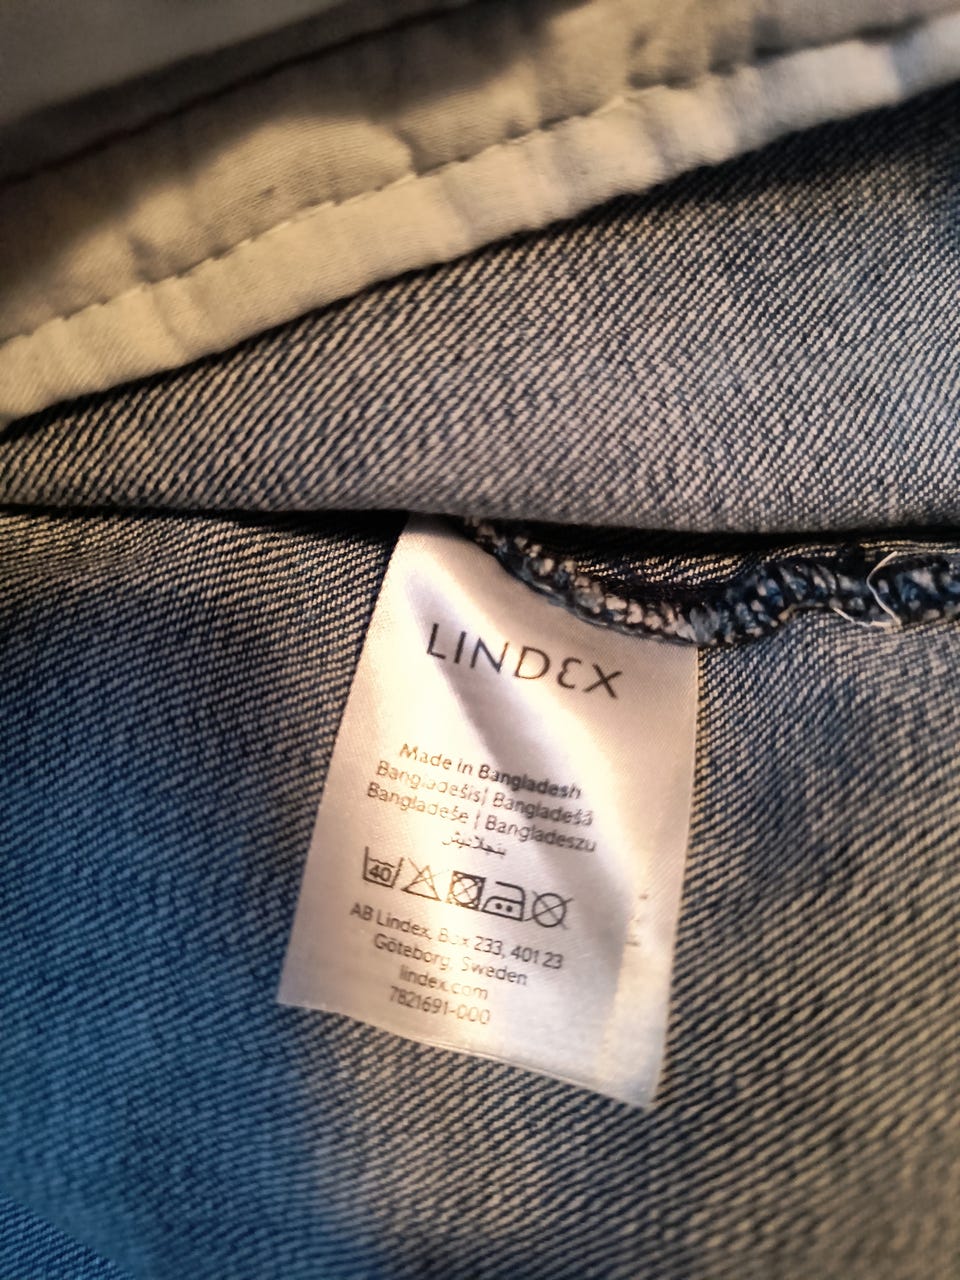 LINDEX
Made in Bangladesh
Bangladešis| Bangladešā
Bangladeše | Bangladeszu
بنجلاديش
40
AB Lindex, Box 233, 401 23
Göteborg, Sweden
lindex.com
7821691-000